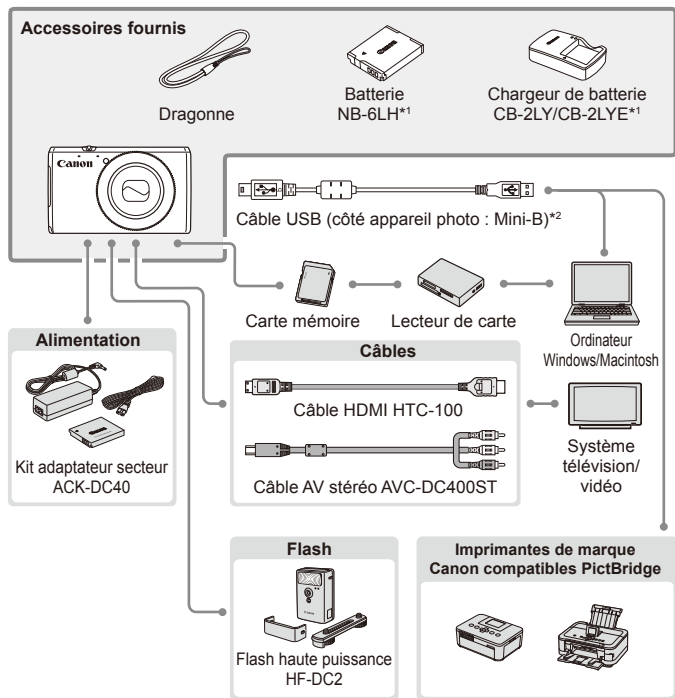 Accessoires fournis
Dragonne
Batterie
NB-6LH*1
Chargeur de batterie
CB-2LY/CB-2LYE*1
Canon
Câble USB (côté appareil photo : Mini-B)*2
Carte mémoire
Lecteur de carte
Ordinateur
Windows/Macintosh
Alimentation
Kit adaptateur secteur
ACK-DC40
Câbles
Câble HDMI HTC-100
Câble AV stéréo AVC-DC400ST
Système
télévision/
vidéo
Flash
Flash haute puissance
HF-DC2
Imprimantes de marque
Canon compatibles PictBridge